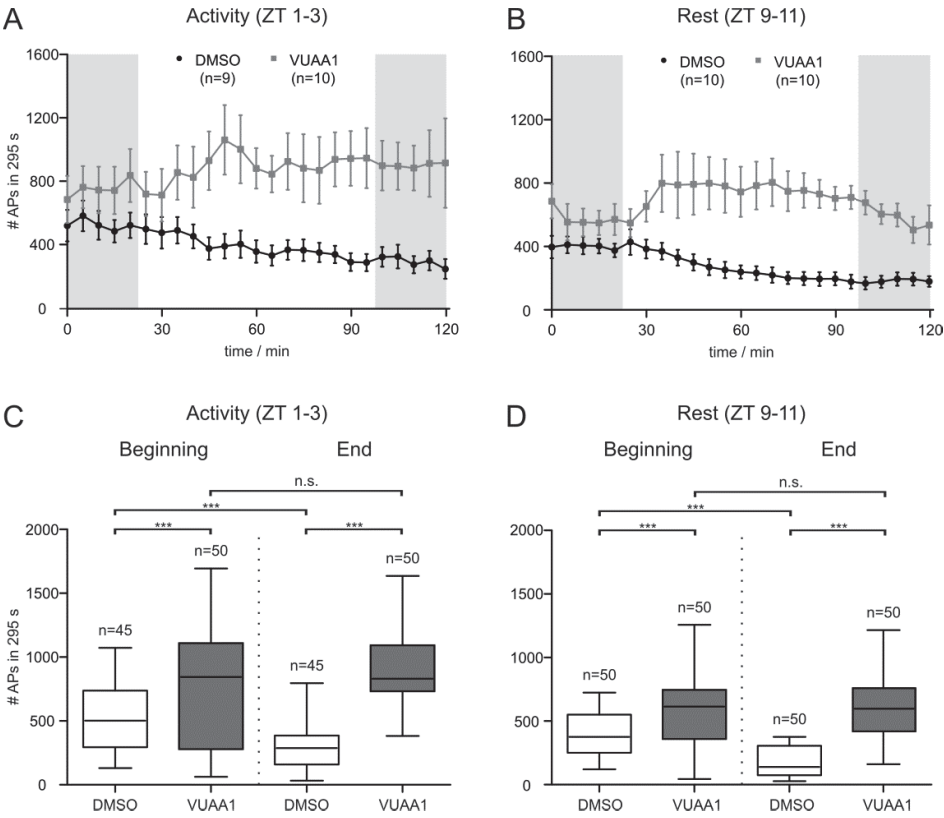 A
Activity (ZT 1-3)
# APs in 295 s
1600
1200
800
400
0
DMSO
(n=9)
VUAA1
(n=10)
0
30
60
90
120
time / min
B
Rest (ZT 9-11)
1600
1200
800
400
0
DMSO
(n=10)
VUAA1
(n=10)
0
30
60
90
120
time / min
C
Activity (ZT 1-3)
Beginning
End
n.s.
***
***
***
# APs in 295 s
2000
1500
1000
500
0
n=45
n=50
n=45
n=50
DMSO
VUAA1
DMSO
VUAA1
D
Rest (ZT 9-11)
Beginning
End
n.s.
***
***
***
2000
1500
1000
500
0
n=50
n=50
n=50
n=50
DMSO
VUAA1
DMSO
VUAA1